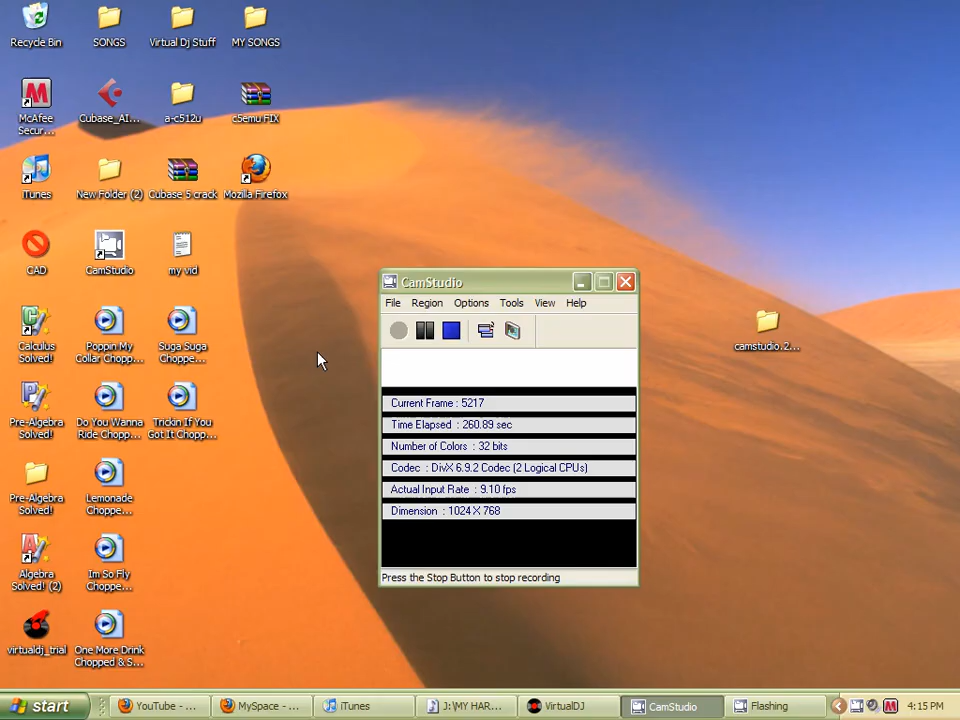 Recycle Bin
SONGS
Virtual Dj Stuff
MY SONGS
McAfee
Secur...
Cubase_AI...
a-c512u
c5emu FIX
iTunes
New Folder (2)
Cubase 5 crack
Mozilla Firefox
CAD
CamStudio
my vid
Calculus
Solved!
Poppin My
Collar Chopp...
Suga Suga
Choppe...
Pre-Algebra
Solved!
Do You Wanna
Ride Chopp...
Trickin If You
Got It Chopp...
Pre-Algebra
Solved!
Lemonade
Choppe...
Algebra
Solved! (2)
Im So Fly
Choppe...
virtualdj_trial
One More Drink
Chopped & S...
camstudio.2...
CamStudio
File Region Options Tools View Help
Current Frame : 5217
Time Elapsed : 260.89 sec
Number of Colors : 32 bits
Codec : DivX 6.9.2 Codec (2 Logical CPUs)
Actual Input Rate : 9.10 fps
Dimension : 1024 X 768
Press the Stop Button to stop recording
start
YouTube - ...
MySpace - ...
iTunes
J:\MY HAR...
VirtualDJ
CamStudio
Flashing
4:15 PM